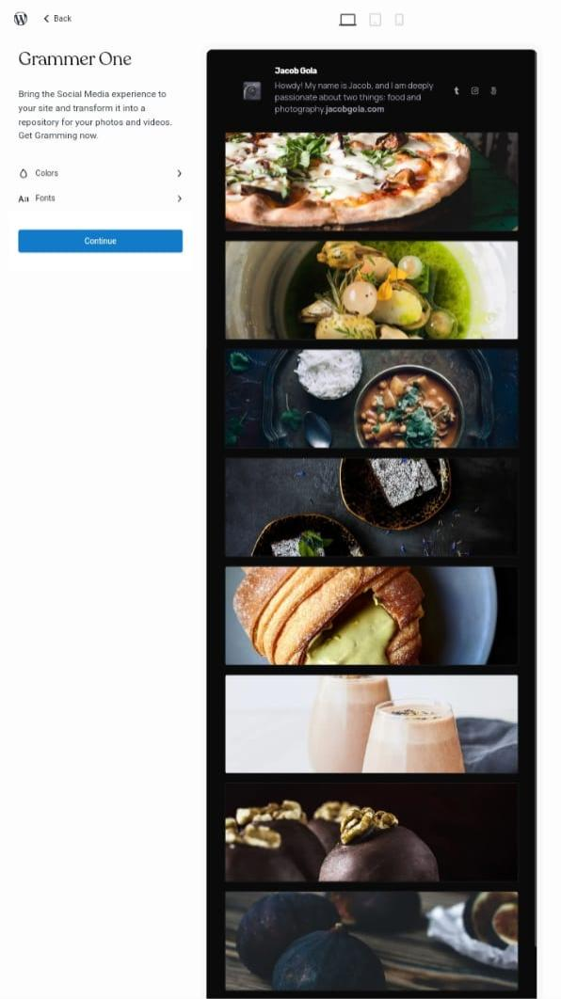 Back
Grammer One
Bring the Social Media experience to
your site and transform it into a
repository for your photos and videos.
Get Gramming now.
Colors
Aa Fonts
Continue
Jacob Gola
Howdy! My name is Jacob, and I am deeply
passionate about two things: food and
photography.jacobgola.com